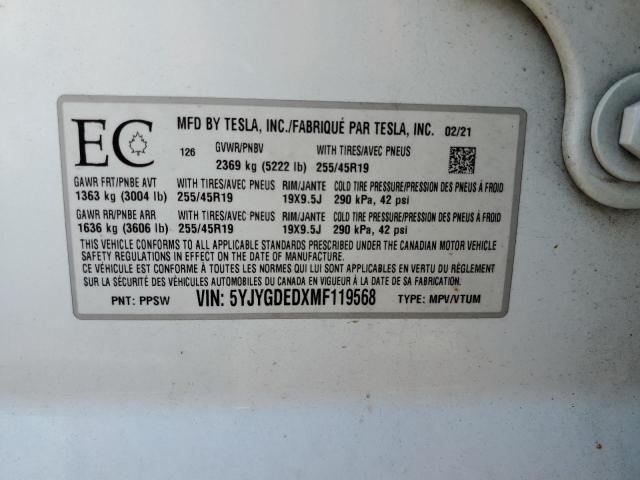 EC
MFD BY TESLA, INC./FABRIQUÉ PAR TESLA, INC. 02/21
126 GVWR/PNBV WITH TIRES/AVEC PNEUS
2369 kg (5222 lb) 255/45R19
GAWR FRT/PNBE AVT WITH TIRES/AVEC PNEUS RIM/JANTE COLD TIRE PRESSURE/PRESSION DES PNEUS À FROID
1363 kg (3004 lb) 255/45R19 19X9.5J 290 kPa, 42 psi
GAWR RR/PNBE ARR WITH TIRES/AVEC PNEUS RIM/JANTE COLD TIRE PRESSURE/PRESSION DES PNEUS À FROID
1636 kg (3606 lb) 255/45R19 19X9.5J 290 kPa, 42 psi
THIS VEHICLE CONFORMS TO ALL APPLICABLE STANDARDS PRESCRIBED UNDER THE CANADIAN MOTOR VEHICLE
SAFETY REGULATIONS IN EFFECT ON THE DATE OF MANUFACTURE.
CE VÉHICULE EST CONFORME À TOUTES LES NORMES QUI LUI SONT APPLICABLES EN VERTU DU RÈGLEMENT
SUR LA SÉCURITÉ DES VÉHICULES AUTOMOBILES DU CANADA EN VIGUEUR À LA DATE DE SA FABRICATION.
PNT: PPSW VIN: 5YJYGDEDXMF119568 TYPE: MPV/VTUM